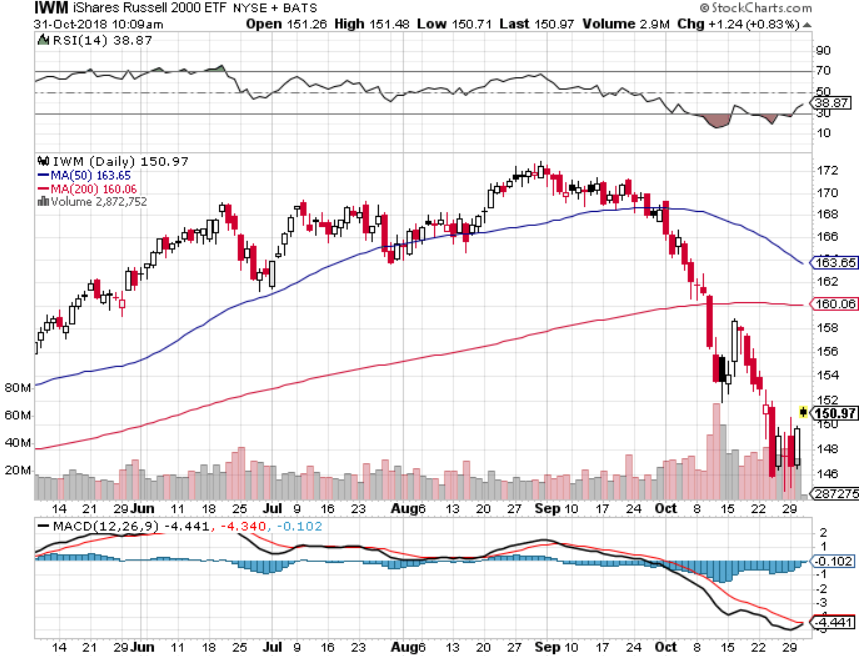 IWM iShares Russell 2000 ETF NYSE + BATS © StockCharts.com
31-Oct-2018 10:09am Open 151.26 High 151.48 Low 150.71 Last 150.97 Volume 2.9M Chg +1.24 (+0.83%)
RSI(14) 38.87
90
70
50
38.87
30
10
IWM (Daily) 150.97
MA(50) 163.65
MA(200) 160.06
Volume 2,872,752
172
170
168
166
163.65
162
160.06
158
156
154
152
150.97
150
148
146
2872752
80M
60M
40M
20M
14 21 29 Jun 11 18 25 Jul 9 16 23 Aug 6 13 20 27 Sep 10 17 24 Oct 8 15 22 29
MACD(12,26,9) -4.441, -4.340, -0.102
2
1
-0.102
-1
-2
-3
-4.441
14 21 29 Jun 11 18 25 Jul 9 16 23 Aug 6 13 20 27 Sep 10 17 24 Oct 8 15 22 29